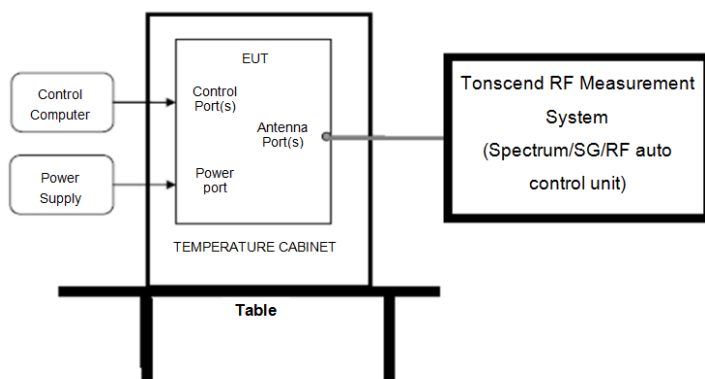 EUT
Control
Computer
Control
Port(s)
Antenna
Port(s)
Power
Supply
Power
port
TEMPERATURE CABINET
Table
Tonscend RF Measurement
System
(Spectrum/SG/RF auto
control unit)